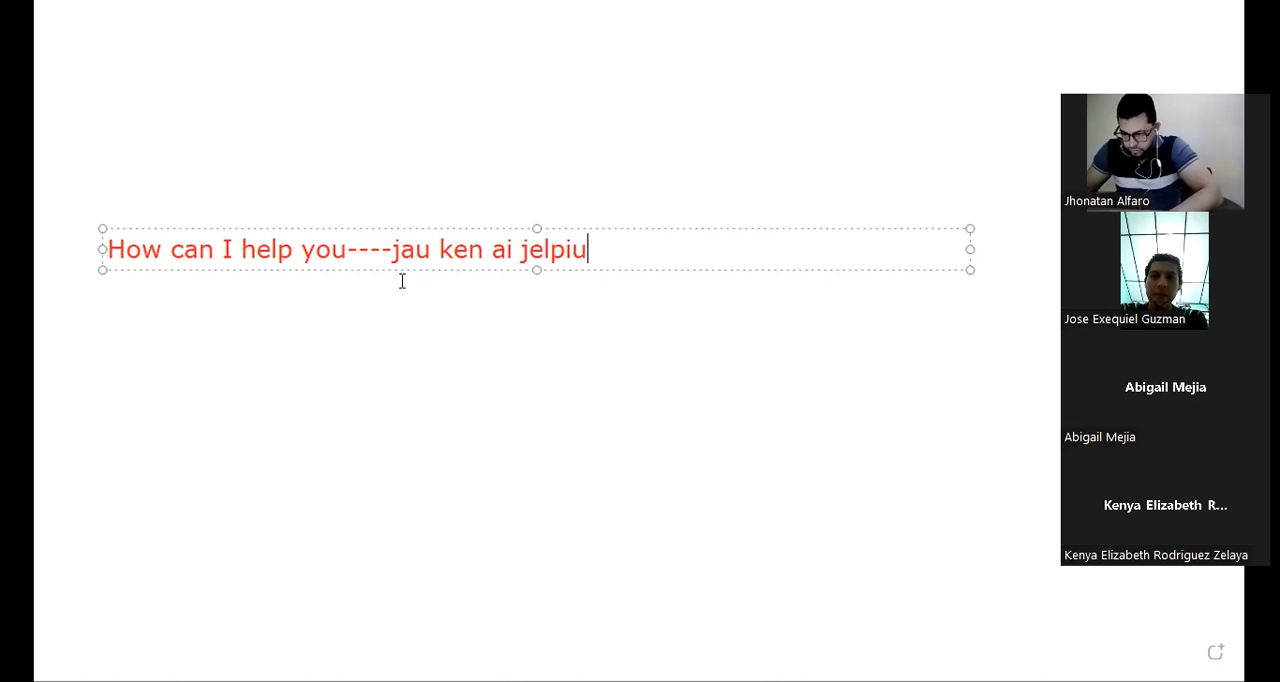 How can I help you----jau ken ai jelpiu
Jhonatan Alfaro
Jose Exequiel Guzman
Abigail Mejia
Abigail Mejia
Kenya Elizabeth R...
Kenya Elizabeth Rodriguez Zelaya